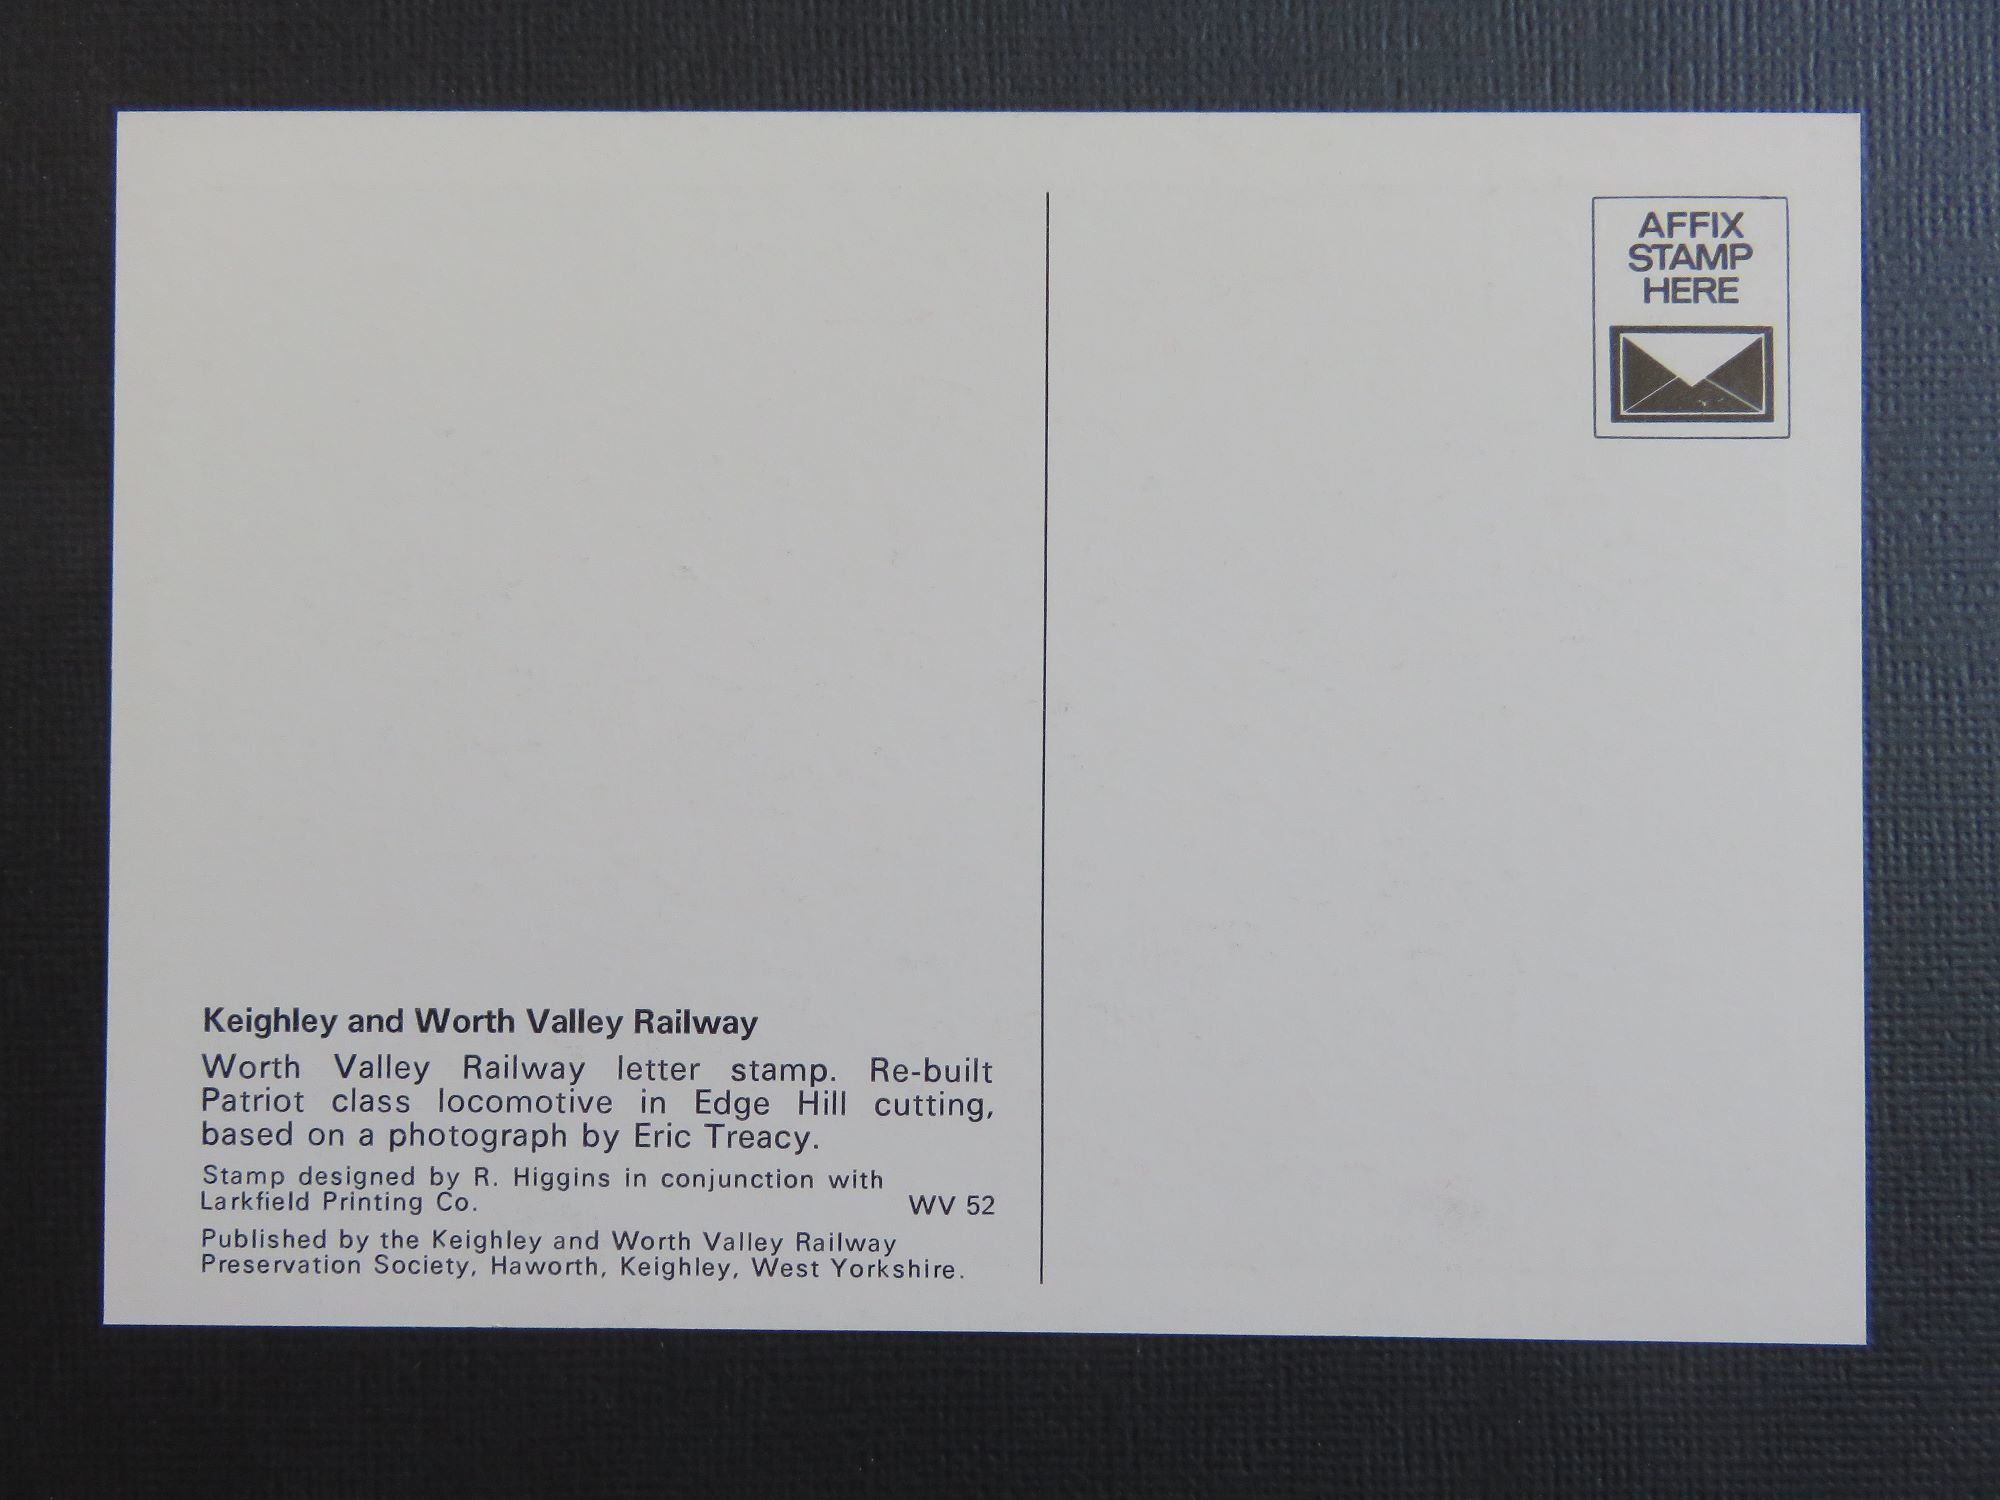 AFFIX
STAMP
HERE
Keighley and Worth Valley Railway
Worth Valley Railway letter stamp. Re-built
Patriot class locomotive in Edge Hill cutting,
based on a photograph by Eric Treacy.
Stamp designed by R. Higgins in conjunction with
Larkfield Printing Co. WV 52
Published by the Keighley and Worth Valley Railway
Preservation Society, Haworth, Keighley, West Yorkshire.